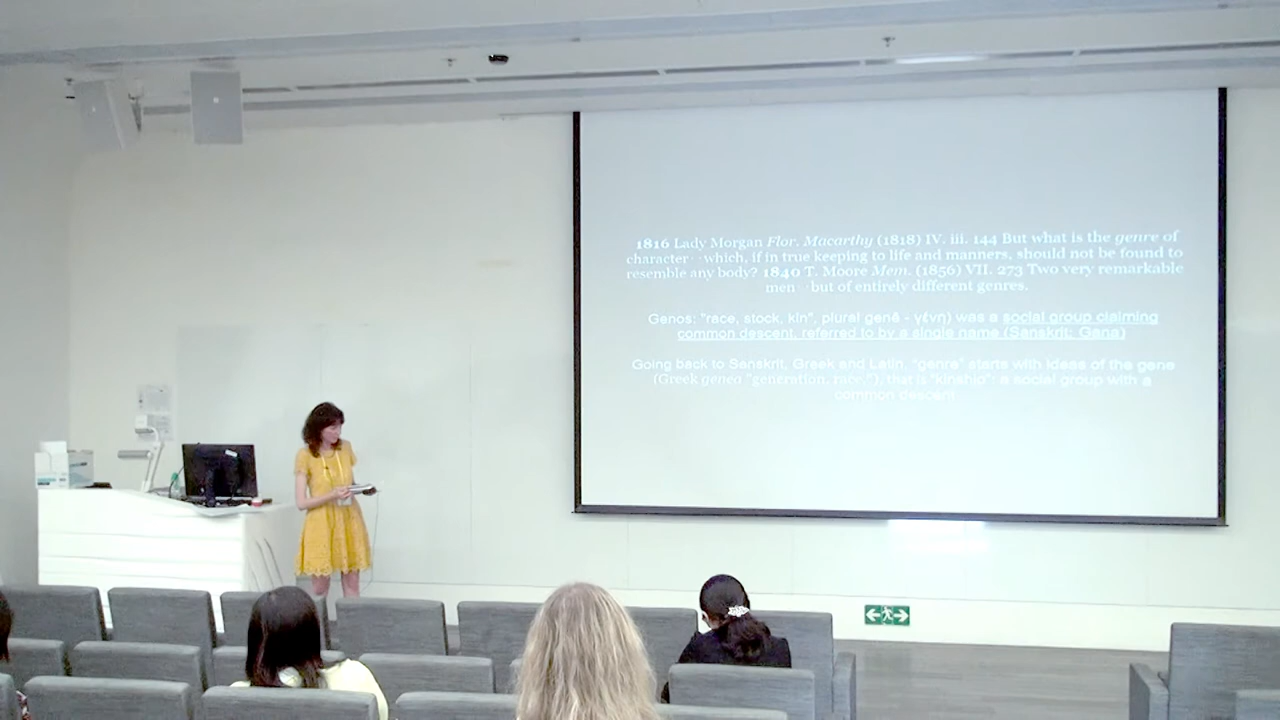 1816 Lady Morgan Flor. Macarthy (1818) IV. iii. 144 But what is the genre of
character · · which, if in true keeping to life and manners, should not be found to
resemble any body? 1840 T. Moore Mem. (1856) VII. 273 Two very remarkable
men · · but of entirely different genres.
Genos: "race, stock, kin", plural genē - γένη) was a social group claiming
common descent, referred to by a single name (Sanskrit: Gana)
Going back to Sanskrit, Greek and Latin, "genre" starts with ideas of the gene
(Greek genea "generation, race,"), that is "kinship": a social group with a
common descent